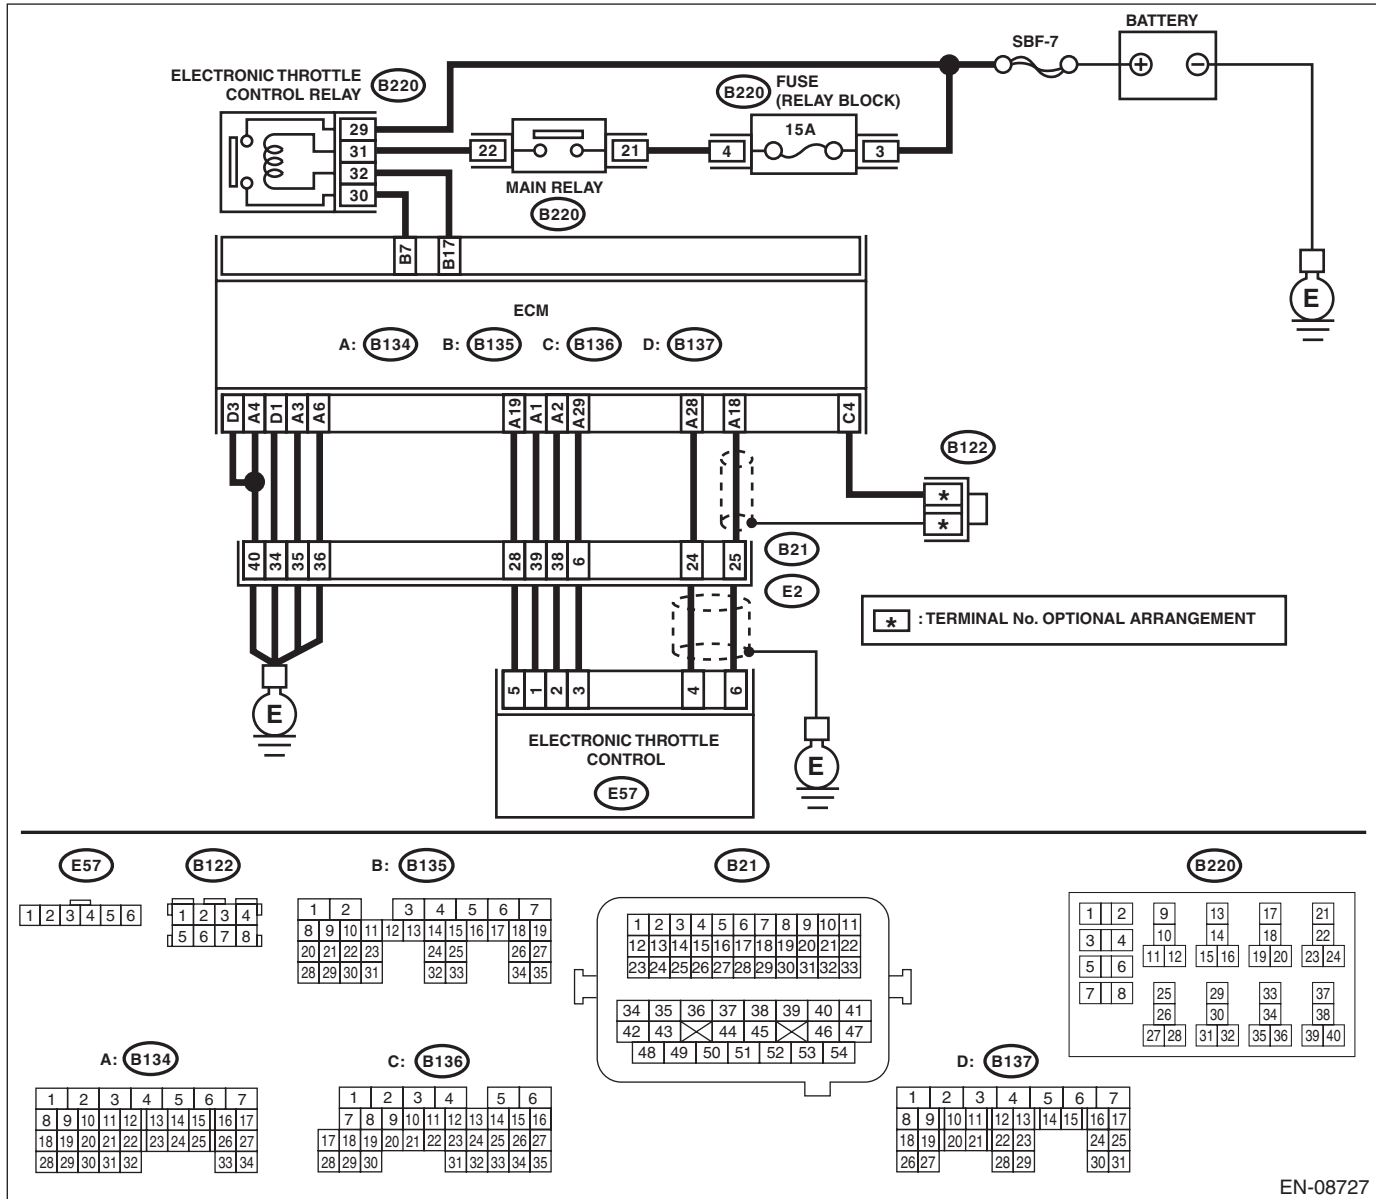 BATTERY
SBF-7
ELECTRONIC THROTTLE
CONTROL RELAY
B220
B220
FUSE
(RELAY BLOCK)
15A
29
31
32
30
22
21
4
3
MAIN RELAY
B220
B7
B17
E
ECM
A: B134 B: B135 C: B136 D: B137
D3 A4 D1 A3 A6 A19 A1 A2 A29 A28 A18 C4
B122
*
*
40 34 35 36 28 39 38 6 24 25
B21
E2
* : TERMINAL No. OPTIONAL ARRANGEMENT
5 1 2 3 4 6
E
ELECTRONIC THROTTLE
CONTROL
E57
E
E57
1 2 3 4 5 6
B122
1 2 3 4
5 6 7 8
B: B135
1 2 3 4 5 6 7
8 9 10 11 12 13 14 15 16 17 18 19
20 21 22 23 24 25 26 27
28 29 30 31 32 33 34 35
B21
1 2 3 4 5 6 7 8 9 10 11
12 13 14 15 16 17 18 19 20 21 22
23 24 25 26 27 28 29 30 31 32 33
34 35 36 37 38 39 40 41
42 43 44 45 46 47
48 49 50 51 52 53 54
B220
1 2 9 13 17 21
3 4 10 14 18 22
5 6 11 12 15 16 19 20 23 24
7 8 25 29 33 37
26 30 34 38
27 28 31 32 35 36 39 40
A: B134
1 2 3 4 5 6 7
8 9 10 11 12 13 14 15 16 17
18 19 20 21 22 23 24 25 26 27
28 29 30 31 32 33 34
C: B136
1 2 3 4 5 6
7 8 9 10 11 12 13 14 15 16
17 18 19 20 21 22 23 24 25 26 27
28 29 30 31 32 33 34 35
D: B137
1 2 3 4 5 6 7
8 9 10 11 12 13 14 15 16 17
18 19 20 21 22 23 24 25
26 27 28 29 30 31
EN-08727